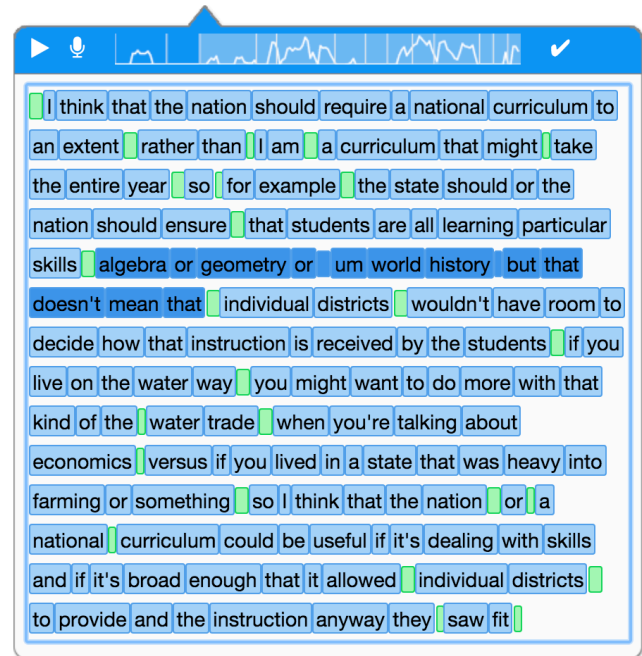 I think that the nation should require a national curriculum to
an extent rather than I am a curriculum that might take
the entire year so for example the state should or the
nation should ensure that students are all learning particular
skills algebra or geometry or um world history but that
doesn't mean that individual districts wouldn't have room to
decide how that instruction is received by the students if you
live on the water way you might want to do more with that
kind of the water trade when you're talking about
economics versus if you lived in a state that was heavy into
farming or something so I think that the nation or a
national curriculum could be useful if it's dealing with skills
and if it's broad enough that it allowed individual districts
to provide and the instruction anyway they saw fit